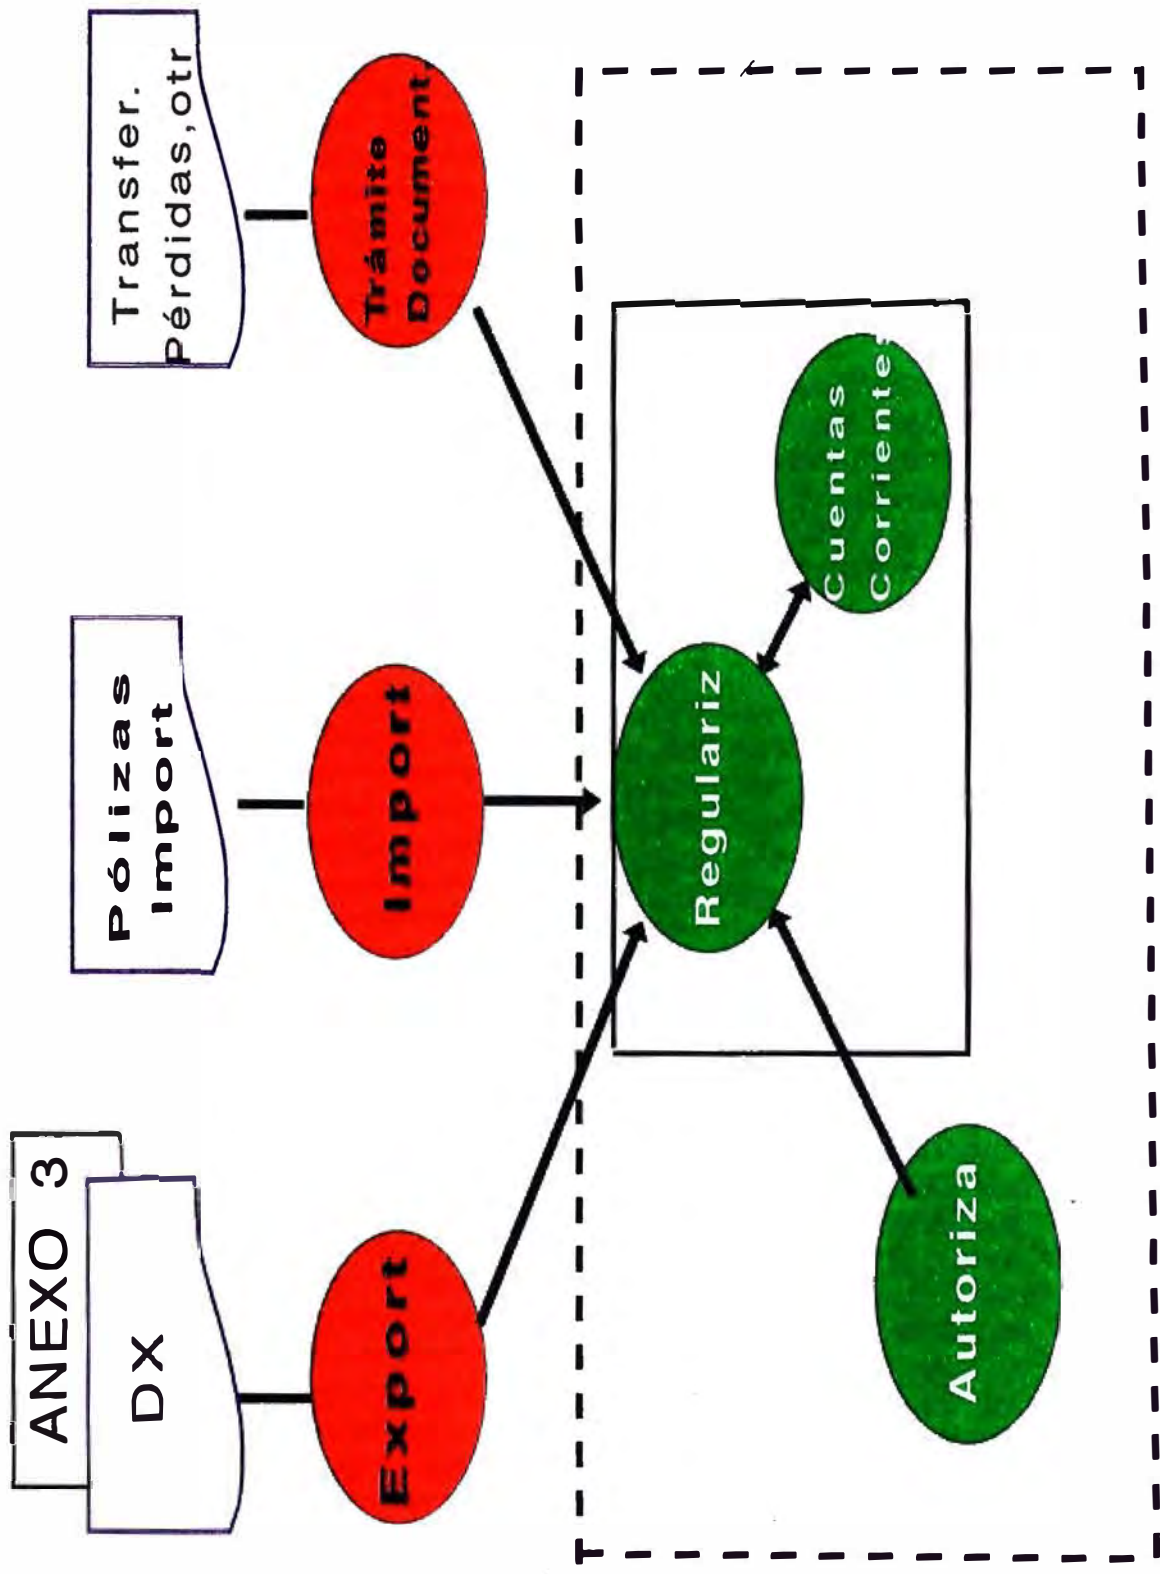 ANEXO 3
DX
Pólizas
Import
Transfer.
Pérdidas,otr
Export
Import
Trámite
Document.
Regulariz
Cuentas
Corrientes
Autoriza